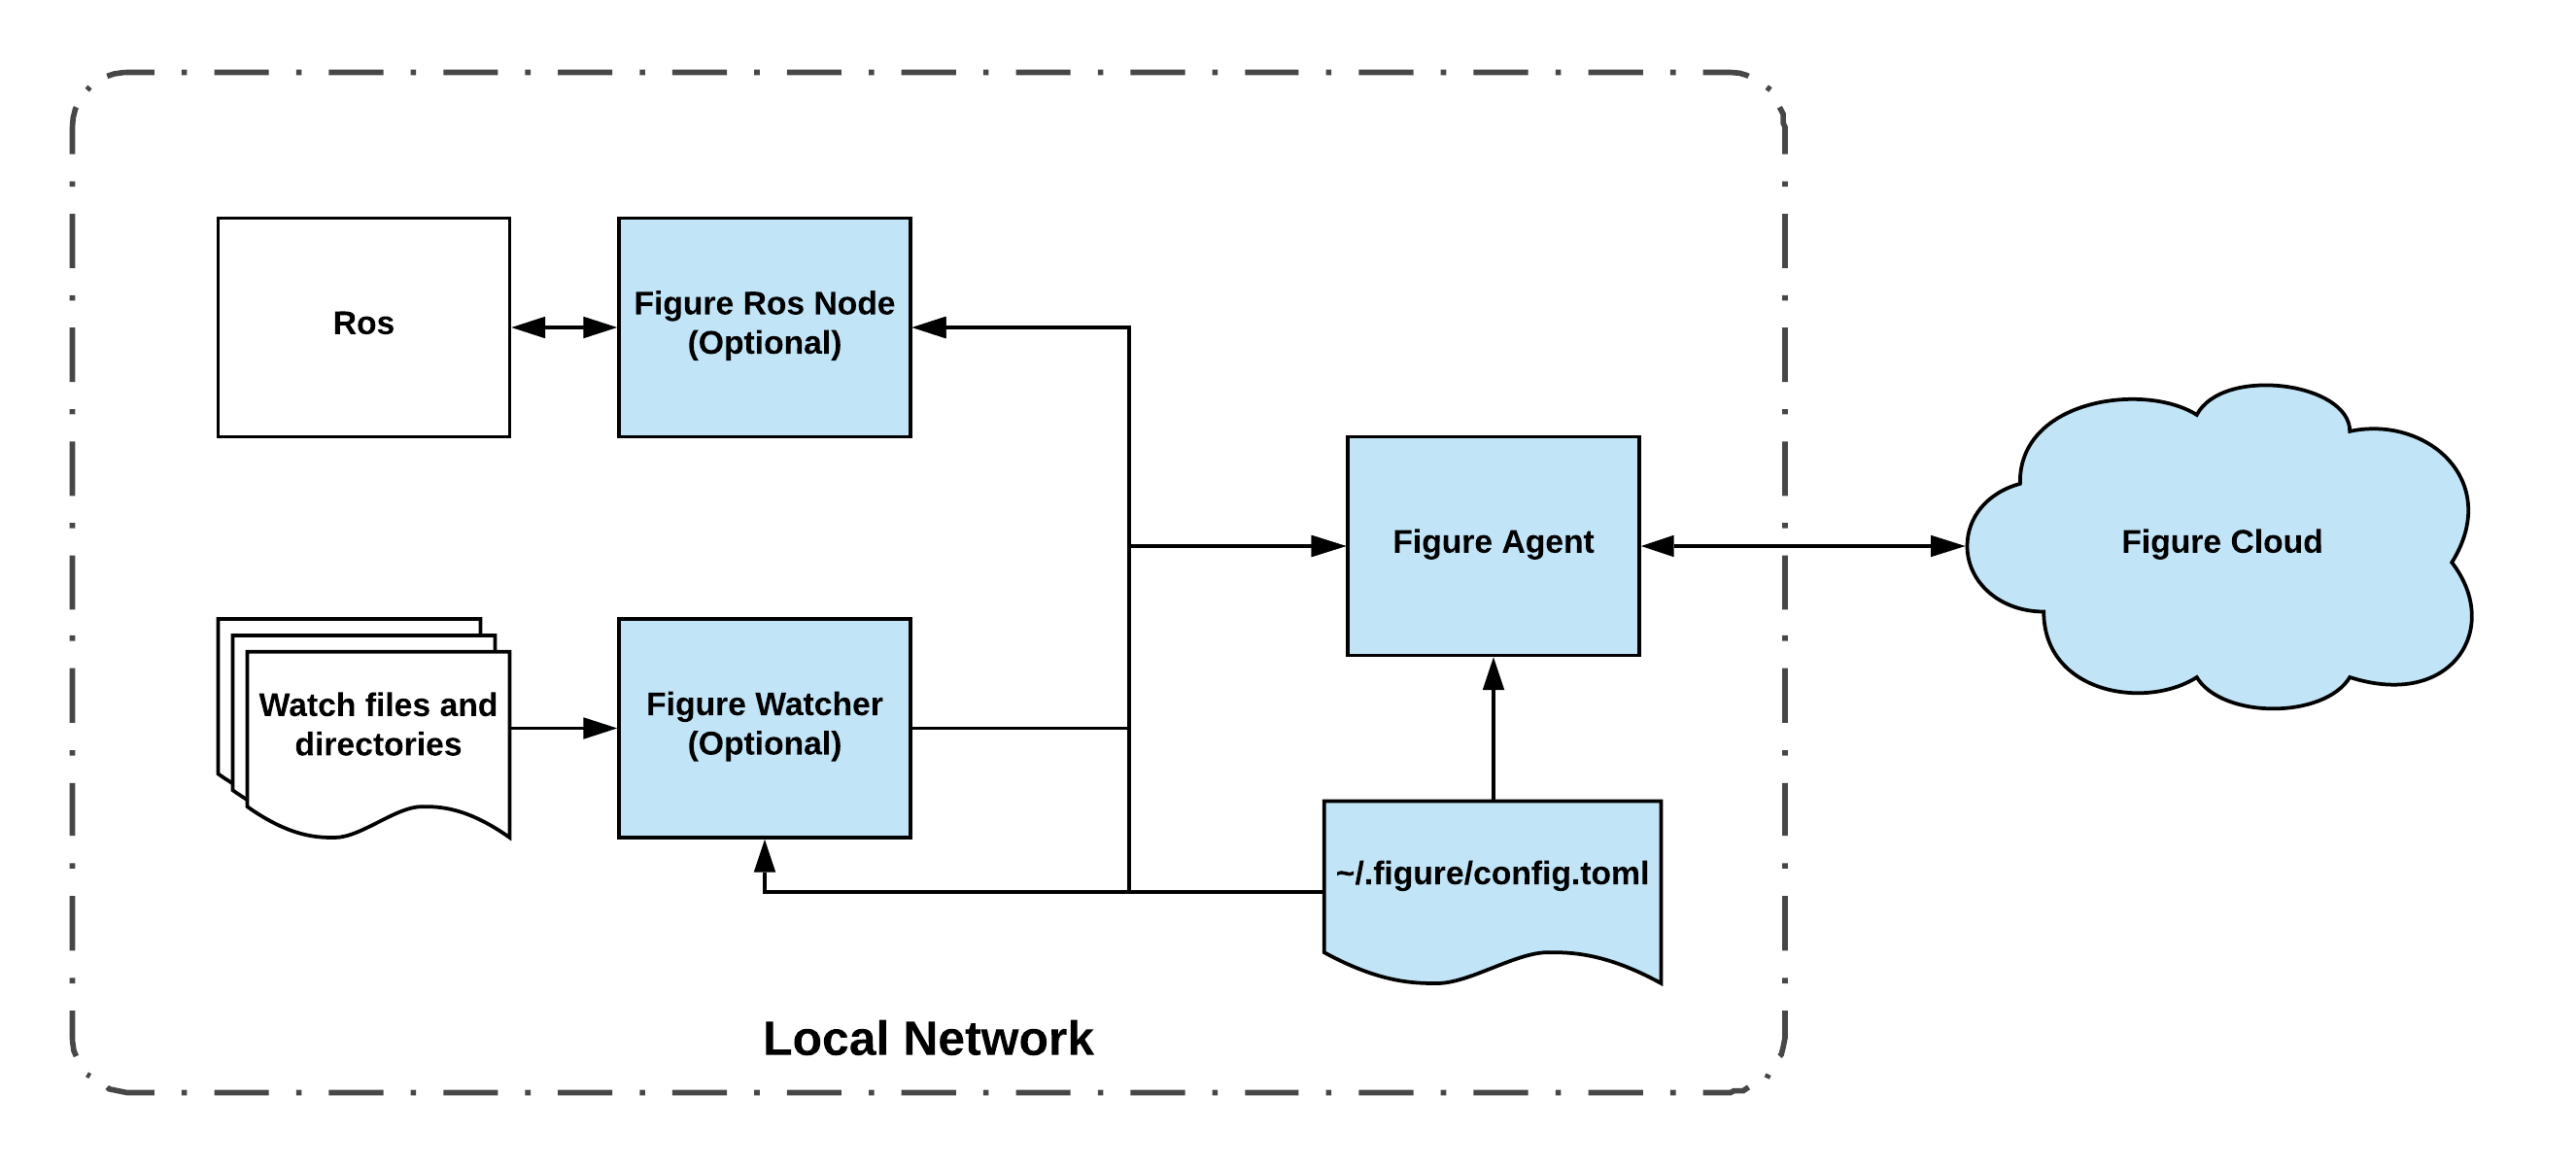 Ros
Figure Ros Node
(Optional)
Figure Agent
Figure Cloud
Watch files and
directories
Figure Watcher
(Optional)
~/.figure/config.toml
Local Network